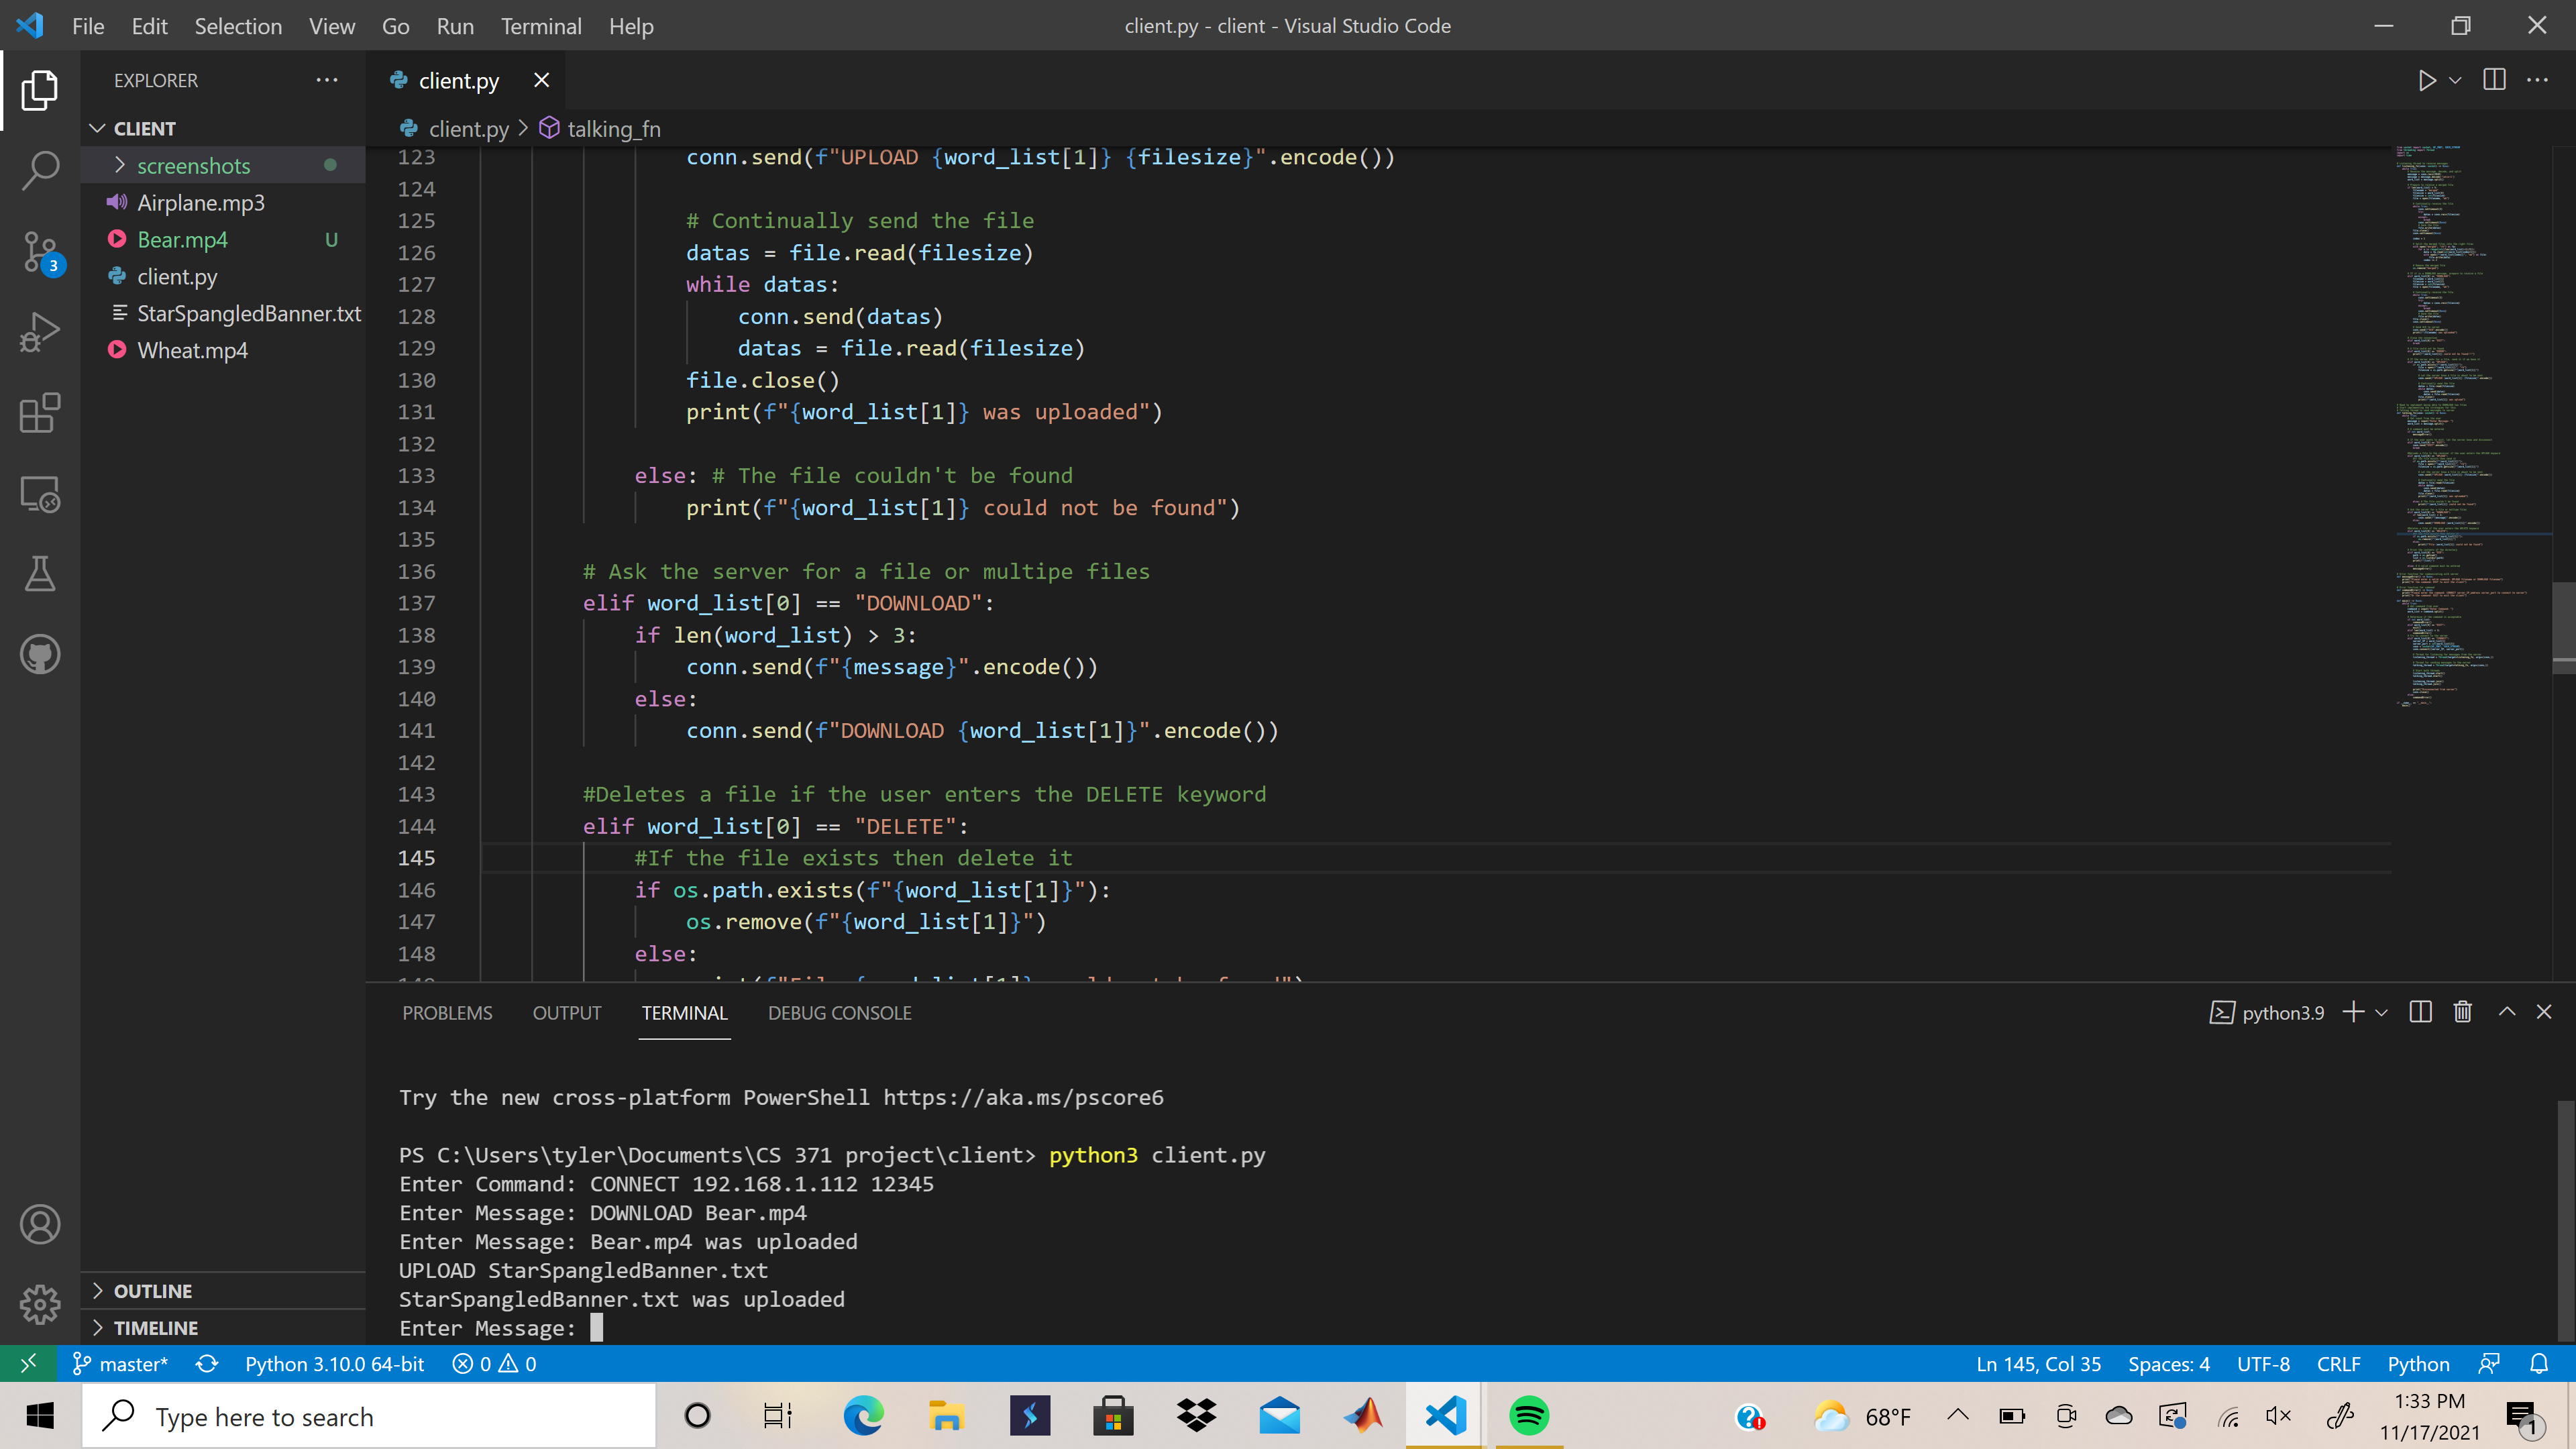 File Edit Selection View Go Run Terminal Help
client.py - client - Visual Studio Code
EXPLORER
CLIENT
screenshots
Airplane.mp3
Bear.mp4 U
client.py
StarSpangledBanner.txt
Wheat.mp4
3
OUTLINE
TIMELINE
client.py
client.py > talking_fn
123 conn.send(f"UPLOAD {word_list[1]} {filesize}".encode())
124
125 # Continually send the file
126 datas = file.read(filesize)
127 while datas:
128 conn.send(datas)
129 datas = file.read(filesize)
130 file.close()
131 print(f"{word_list[1]} was uploaded")
132
133 else: # The file couldn't be found
134 print(f"{word_list[1]} could not be found")
135
136 # Ask the server for a file or multipe files
137 elif word_list[0] == "DOWNLOAD":
138 if len(word_list) > 3:
139 conn.send(f"{message}".encode())
140 else:
141 conn.send(f"DOWNLOAD {word_list[1]}".encode())
142
143 #Deletes a file if the user enters the DELETE keyword
144 elif word_list[0] == "DELETE":
145 #If the file exists then delete it
146 if os.path.exists(f"{word_list[1]}"):
147 os.remove(f"{word_list[1]}")
148 else:
PROBLEMS OUTPUT TERMINAL DEBUG CONSOLE
python3.9
Try the new cross-platform PowerShell https://aka.ms/pscore6
PS C:\Users\tyler\Documents\CS 371 project\client> python3 client.py
Enter Command: CONNECT 192.168.1.112 12345
Enter Message: DOWNLOAD Bear.mp4
Enter Message: Bear.mp4 was uploaded
UPLOAD StarSpangledBanner.txt
StarSpangledBanner.txt was uploaded
Enter Message:
master* Python 3.10.0 64-bit 0 0
Ln 145, Col 35 Spaces: 4 UTF-8 CRLF Python
Type here to search
68°F
1:33 PM
11/17/2021
1